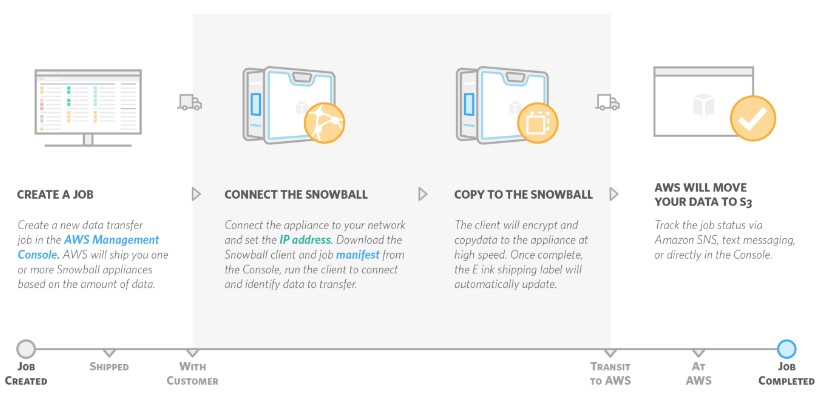 CREATE A JOB
Create a new data transfer
job in the AWS Management
Console. AWS will ship you one
or more Snowball appliances
based on the amount of data.
CONNECT THE SNOWBALL
Connect the appliance to your network
and set the IP address. Download the
Snowball client and job manifest from
the Console, run the client to connect
and identify data to transfer.
COPY TO THE SNOWBALL
The client will encrypt and
copydata to the appliance at
high speed. Once complete,
the E ink shipping label will
automatically update.
AWS WILL MOVE
YOUR DATA TO S3
Track the job status via
Amazon SNS, text messaging,
or directly in the Console.
JOB
CREATED
SHIPPED
WITH
CUSTOMER
TRANSIT
TO AWS
AT
AWS
JOB
COMPLETED